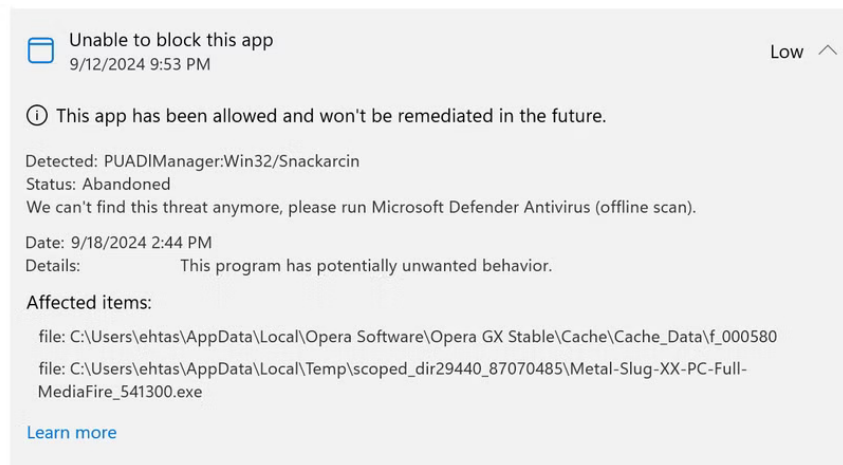 Unable to block this app
9/12/2024 9:53 PM
Low
This app has been allowed and won't be remediated in the future.
Detected: PUADlManager:Win32/Snackarcin
Status: Abandoned
We can't find this threat anymore, please run Microsoft Defender Antivirus (offline scan).
Date: 9/18/2024 2:44 PM
Details: This program has potentially unwanted behavior.
Affected items:
file: C:\Users\ehtas\AppData\Local\Opera Software\Opera GX Stable\Cache\Cache_Data\f_000580
file: C:\Users\ehtas\AppData\Local\Temp\scoped_dir29440_87070485\Metal-Slug-XX-PC-Full-
MediaFire_541300.exe
Learn more